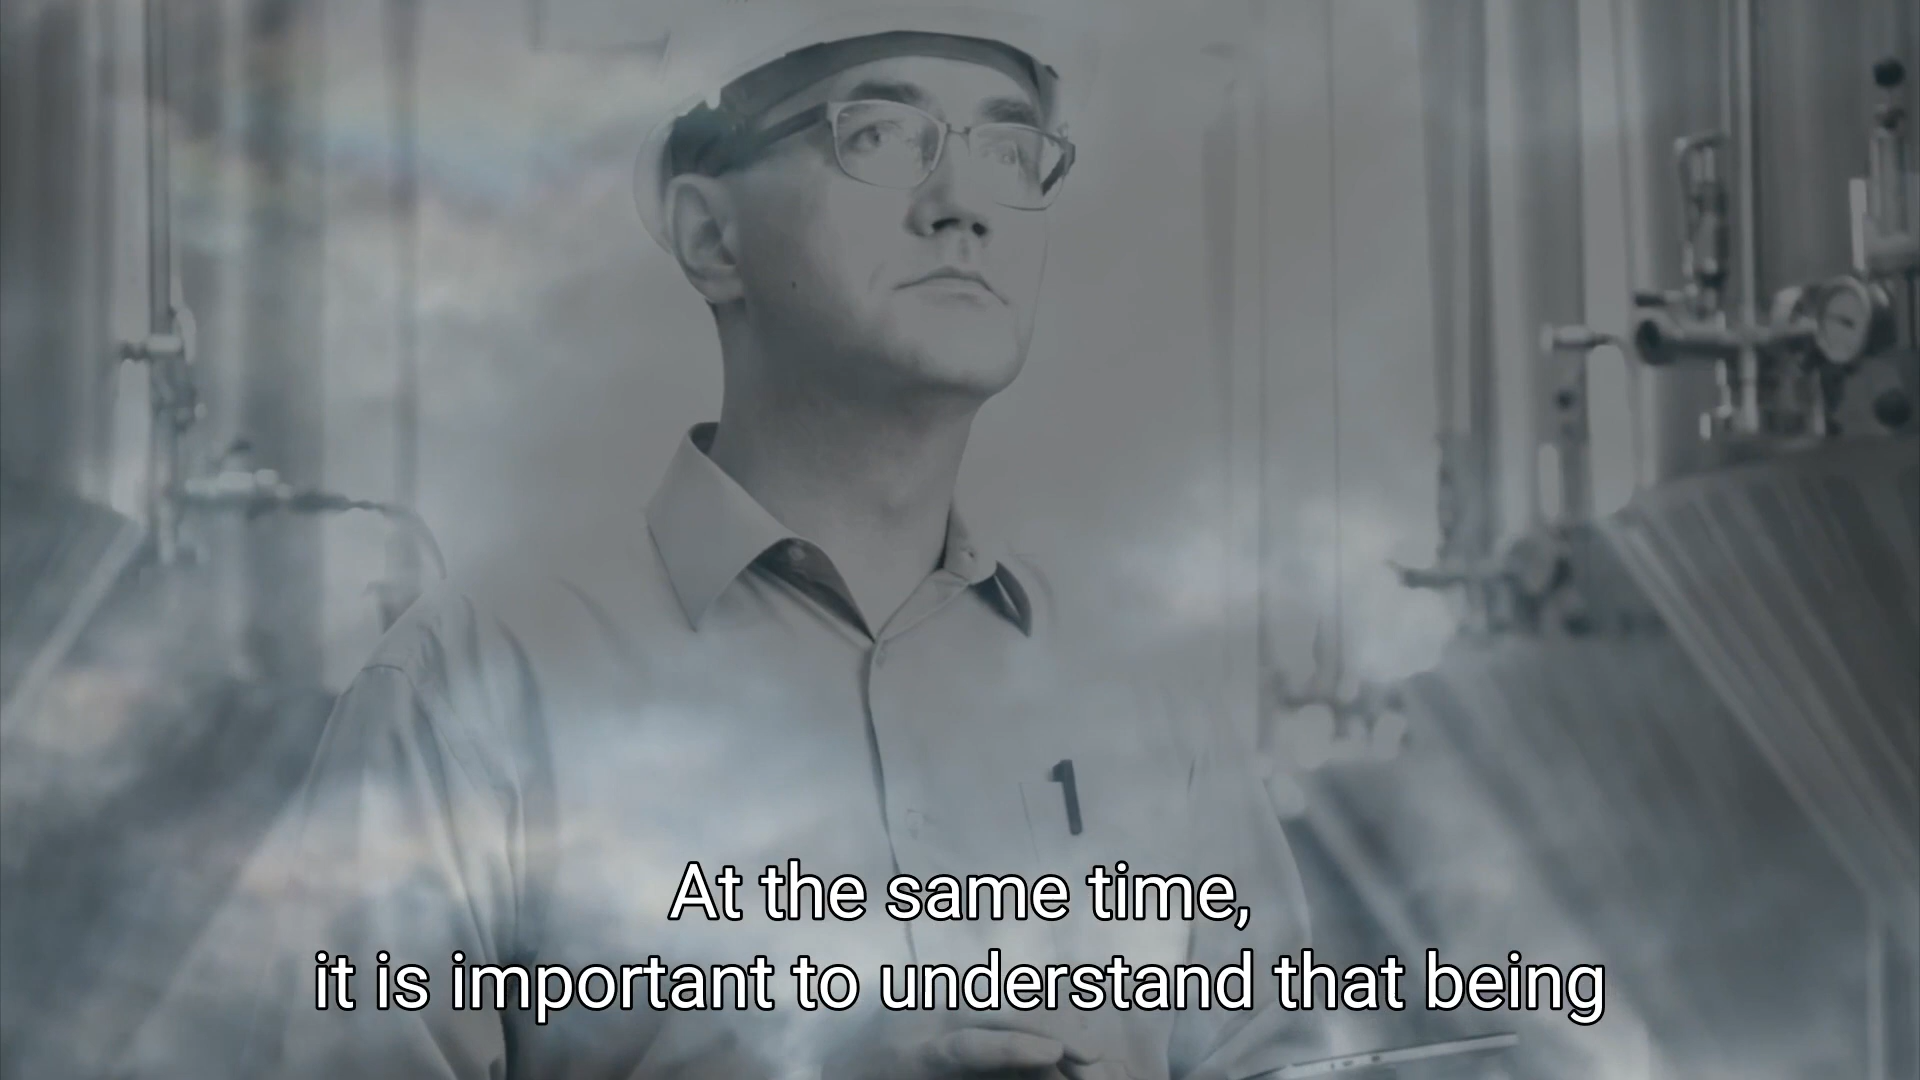 At the same time,
it is important to understand that being